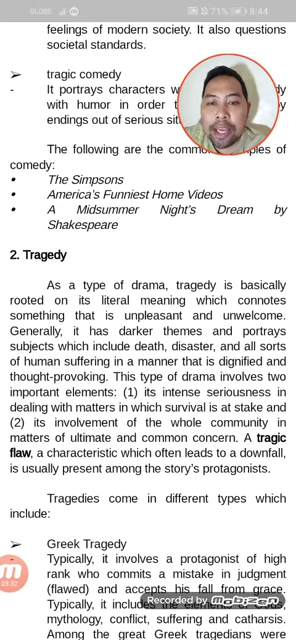 GLOBE 71% 8:44
feelings of modern society. It also questions
societal standards.
➢ tragic comedy
- It portrays characters
with humor in order
endings out of serious
The following are the of
comedy:
• The Simpsons
• America's Funniest Home Videos
• A Midsummer Night's Dream by
Shakespeare
2. Tragedy
As a type of drama, tragedy is basically
rooted on its literal meaning which connotes
something that is unpleasant and unwelcome.
Generally, it has darker themes and portrays
subjects which include death, disaster, and all sorts
of human suffering in a manner that is dignified and
thought-provoking. This type of drama involves two
important elements: (1) its intense seriousness in
dealing with matters in which survival is at stake and
(2) its involvement of the whole community in
matters of ultimate and common concern. A tragic
flaw, a characteristic which often leads to a downfall,
is usually present among the story's protagonists.
Tragedies come in different types which
include:
➢ Greek Tragedy
Typically, it involves a protagonist of high
rank who commits a mistake in judgment
(flawed) and accepts his fall from grace.
Recorded by MOBIZEN
Typically, it includes the elements of Gods,
mythology, conflict, suffering and catharsis.
Among the great Greek tragedians were